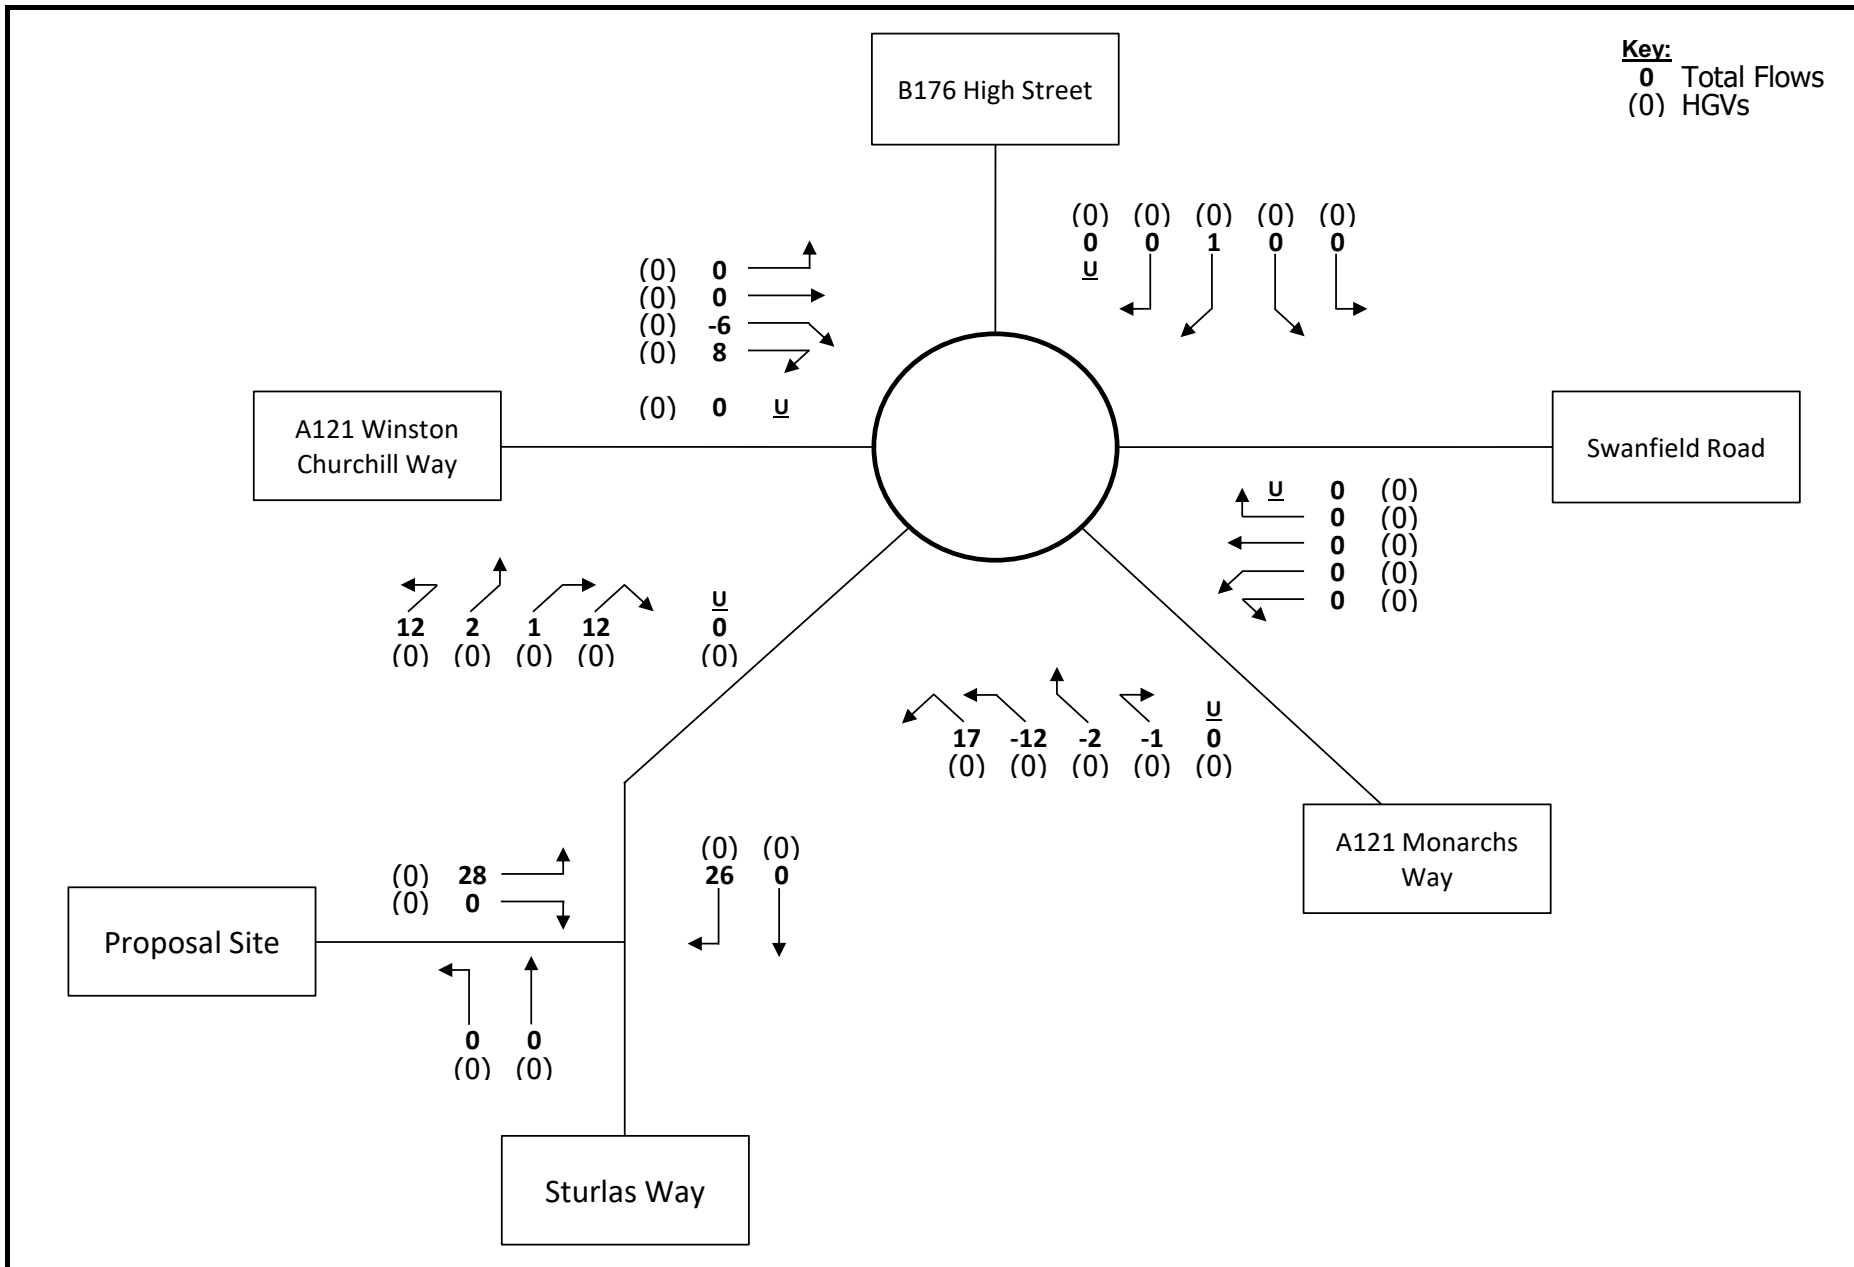 Key:
0 Total Flows
(0) HGVs
B176 High Street
(0) (0) (0) (0) (0)
0 0 1 0 0
U
(0) 0
(0) 0
(0) -6
(0) 8
(0) 0 U
A121 Winston
Churchill Way
Swanfield Road
U 0 (0)
0 (0)
0 (0)
0 (0)
0 (0)
U
12 2 1 12 0
(0) (0) (0) (0) (0)
U
17 -12 -2 -1 0
(0) (0) (0) (0) (0)
A121 Monarchs
Way
(0) 28
(0) 0
(0) (0)
26 0
Proposal Site
0 0
(0) (0)
Sturlas Way